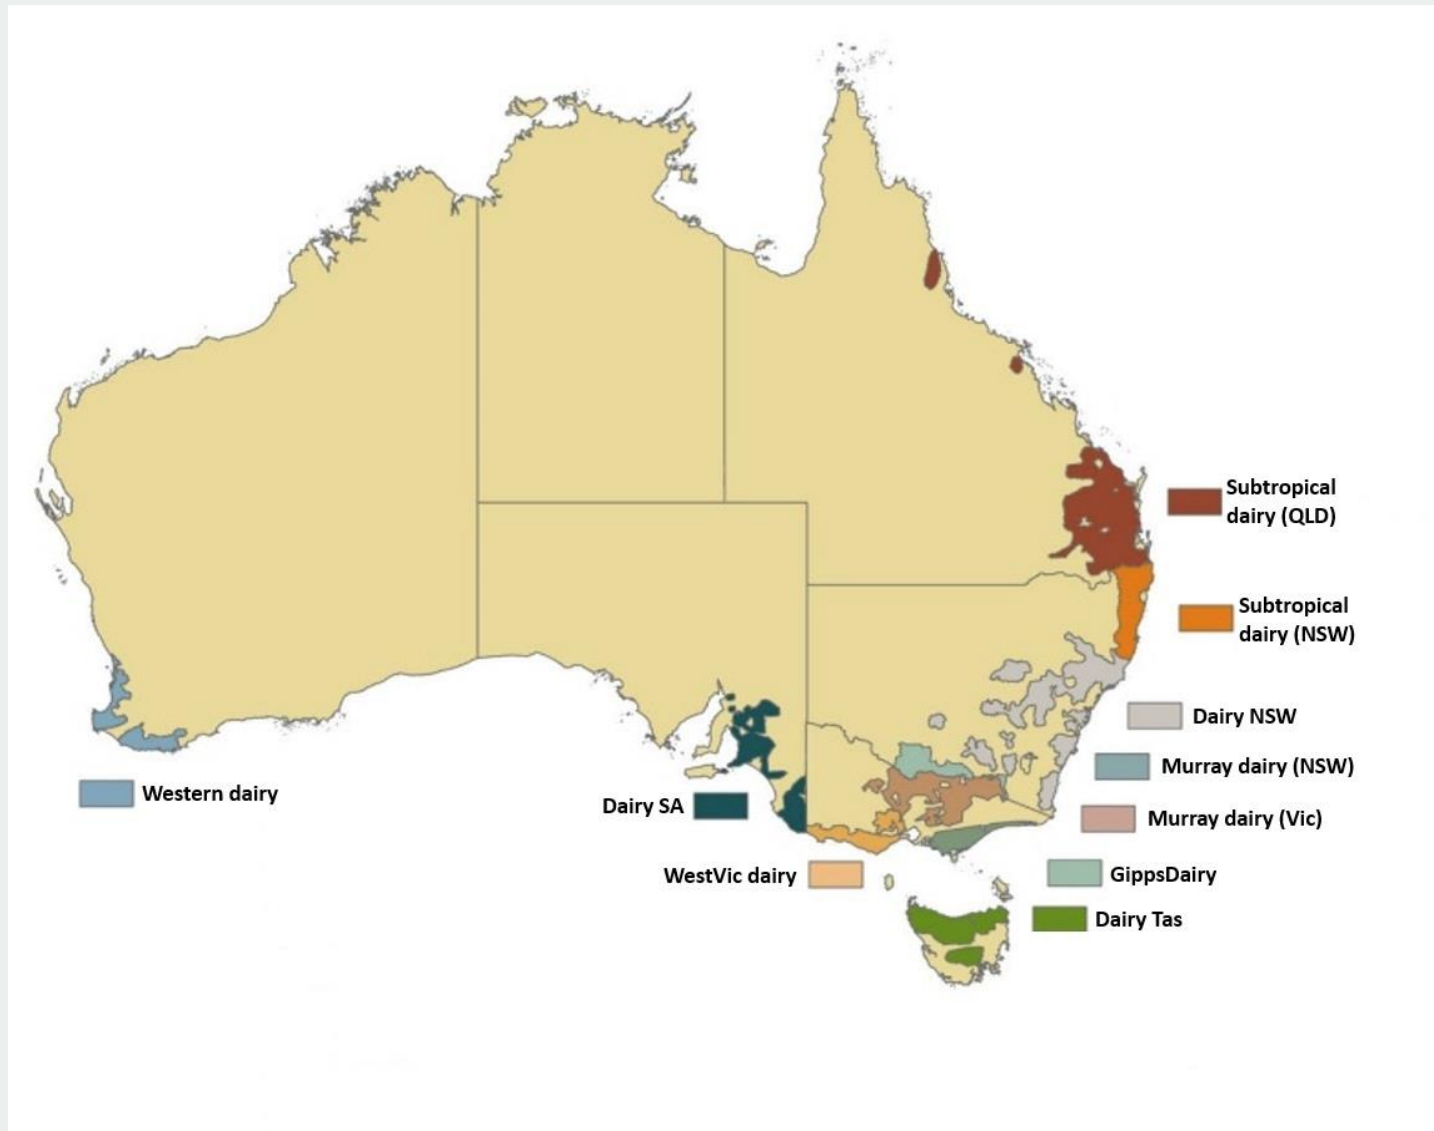 Subtropical
dairy (QLD)
Subtropical
dairy (NSW)
Dairy NSW
Murray dairy (NSW)
Western dairy
Dairy SA
Murray dairy (Vic)
WestVic dairy
GippsDairy
Dairy Tas